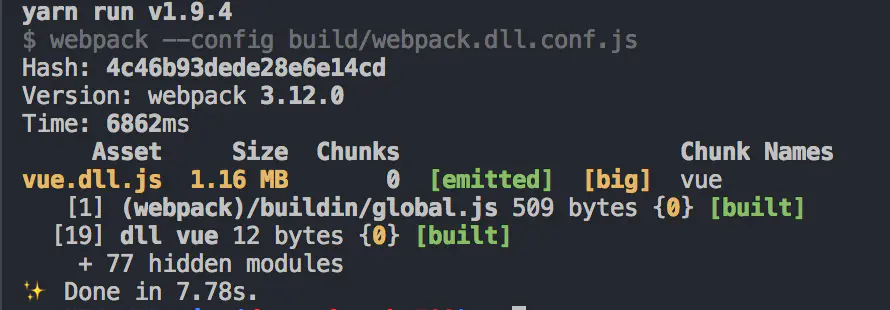 yarn run v1.9.4
$ webpack --config build/webpack.dll.conf.js
Hash: 4c46b93dede28e6e14cd
Version: webpack 3.12.0
Time: 6862ms
Asset Size Chunks Chunk Names
vue.dll.js 1.16 MB 0 [emitted] [big] vue
[1] (webpack)/buildin/global.js 509 bytes {0} [built]
[19] dll vue 12 bytes {0} [built]
+ 77 hidden modules
✨ Done in 7.78s.